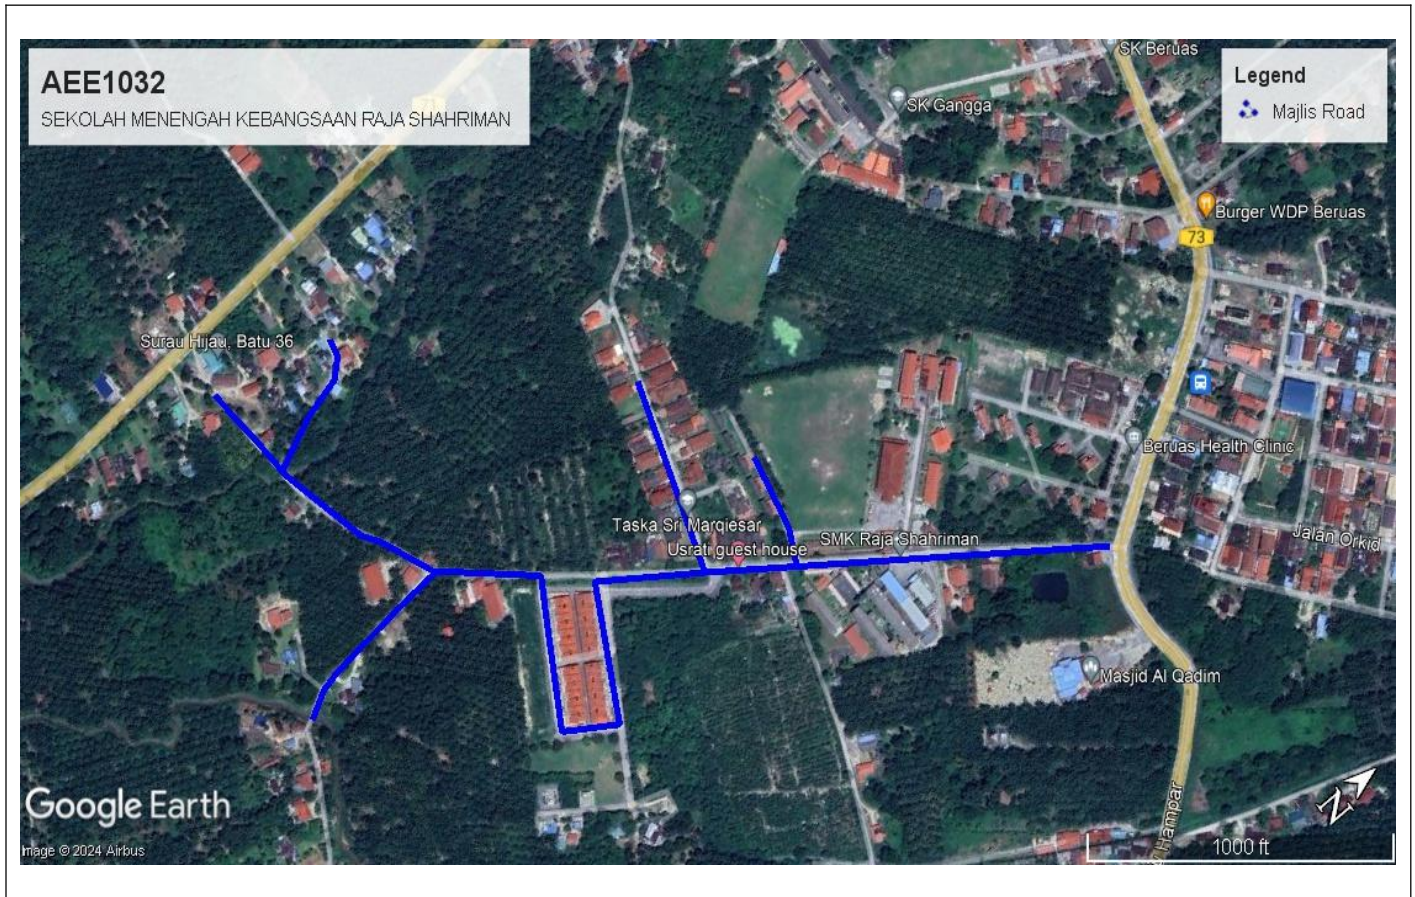 AEE1032
SEKOLAH MENENGAH KEBANGSAAN RAJA SHAHRIMAN
71
Legend
Majlis Road
SK Beruas
SK Gangga
Burger WDP Beruas
73
Surau Hijau, Batu 36
Beruas Health Clinic
Taska Sri Marqiesar
Usrati guest house
SMK Raja Shahriman
Jalan Orkid
Masjid Al Qadim
Hampar
Google Earth
N
Image © 2024 Airbus
1000 ft